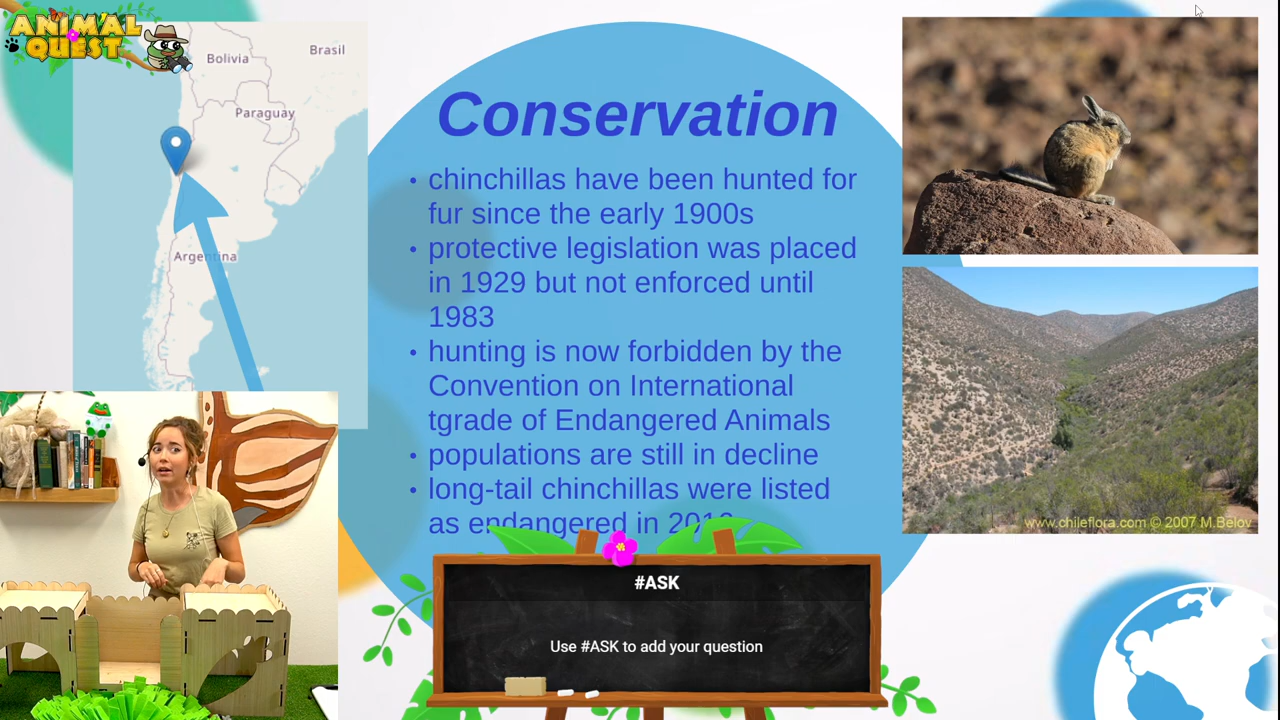 ANIMAL
QUEST
Bolivia
Brasil
Paraguay
Argentina
Conservation
• chinchillas have been hunted for
fur since the early 1900s
• protective legislation was placed
in 1929 but not enforced until
1983
• hunting is now forbidden by the
Convention on International
tgrade of Endangered Animals
• populations are still in decline
• long-tail chinchillas were listed
as endangered in
www.chileflora.com © 2007 M.Belov
#ASK
Use #ASK to add your question